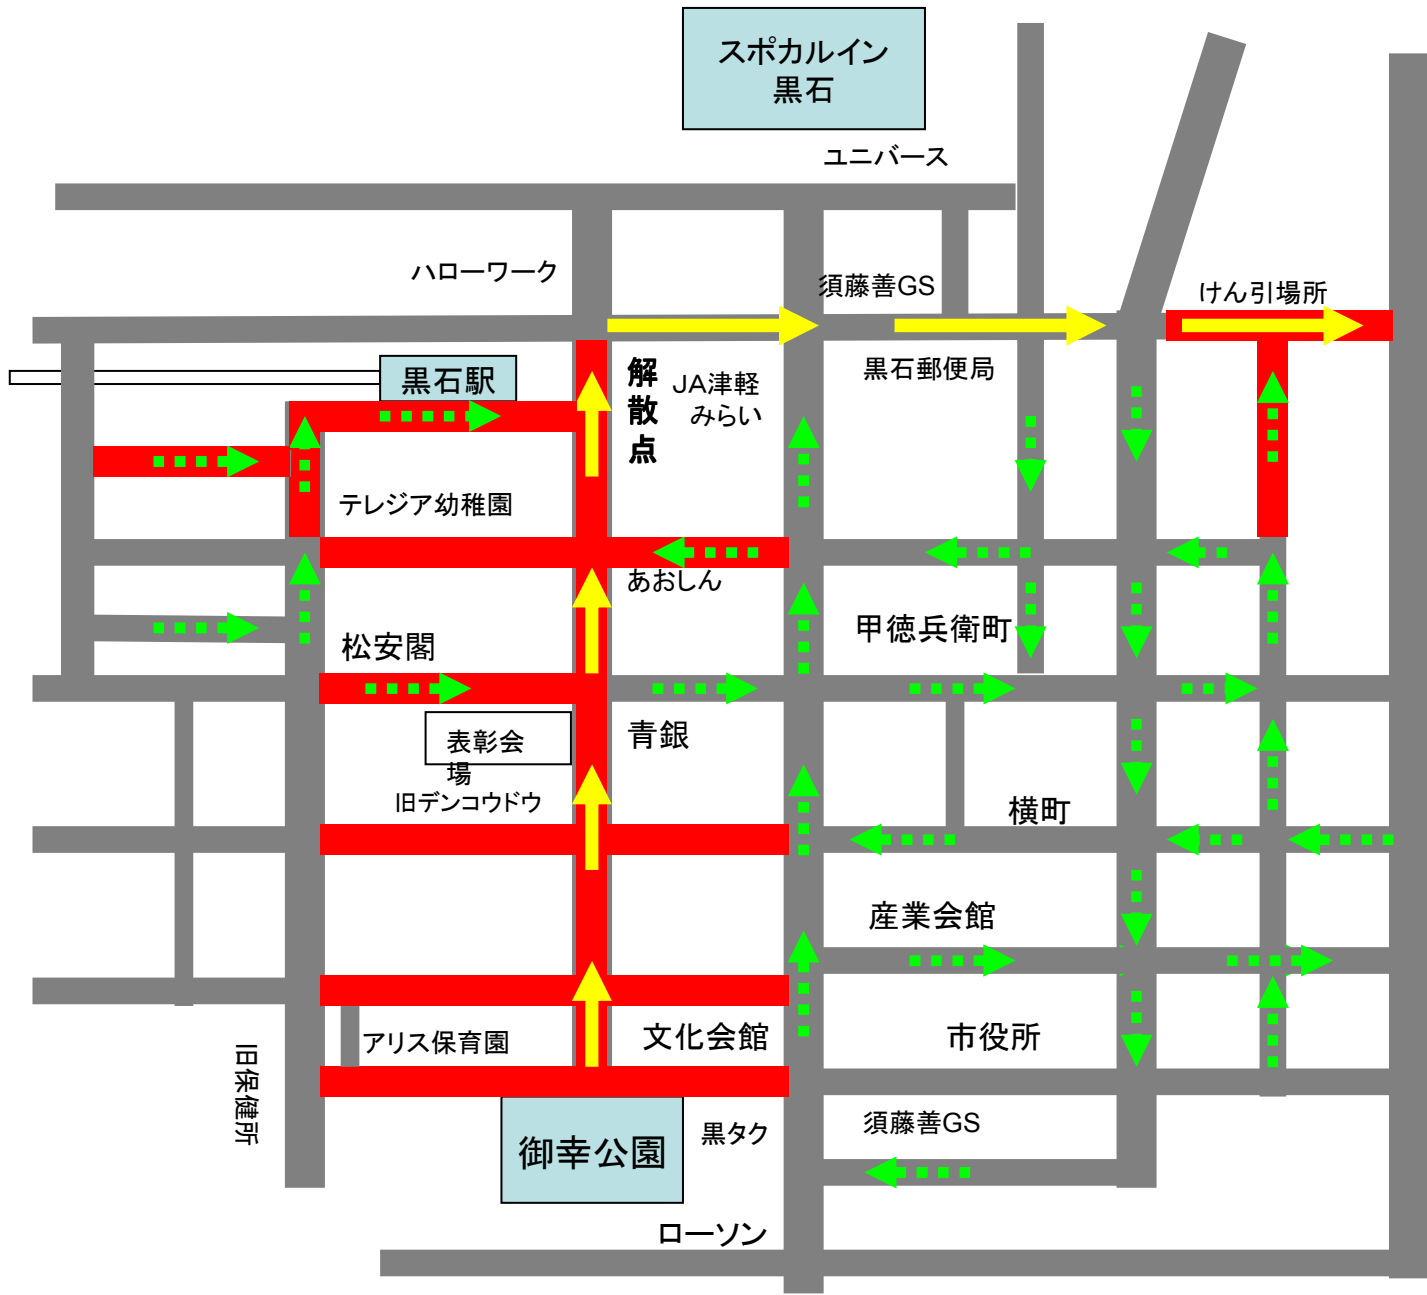 スポカルイン
黒石
ユニバース
ハローワーク
須藤善GS
けん引場所
黒石駅
解散点
JA津軽
みらい
黒石郵便局
テレジア幼稚園
あおしん
松安閣
甲徳兵衛町
表彰会
場
青銀
旧デンコウドウ
横町
産業会館
アリス保育園
文化会館
市役所
旧保健所
御幸公園
黒タク
須藤善GS
ローソン